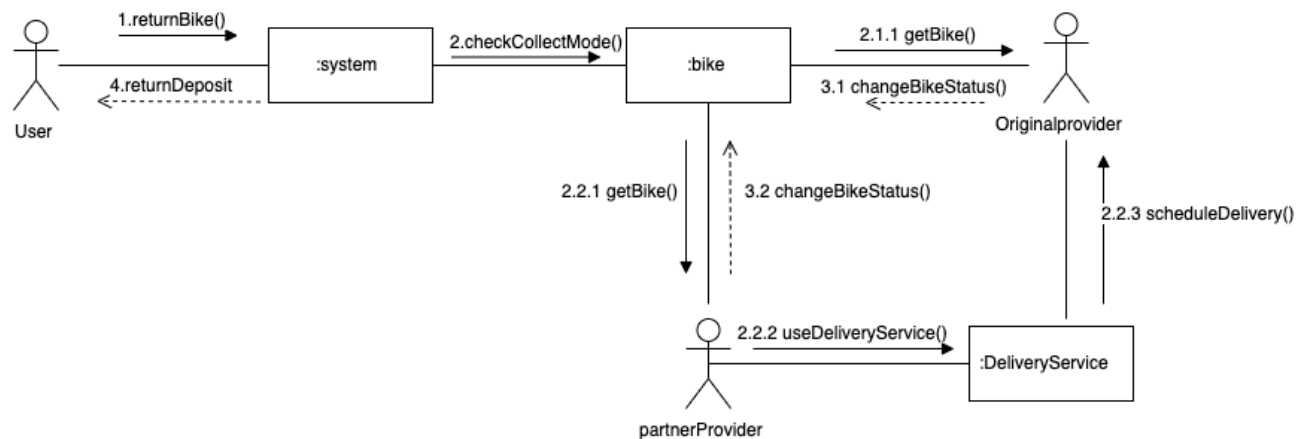 1.returnBike()
2.checkCollectMode()
2.1.1 getBike()
:system
:bike
4.returnDeposit
3.1 changeBikeStatus()
User
Originalprovider
2.2.1 getBike()
3.2 changeBikeStatus()
2.2.3 scheduleDelivery()
2.2.2 useDeliveryService()
:DeliveryService
partnerProvider